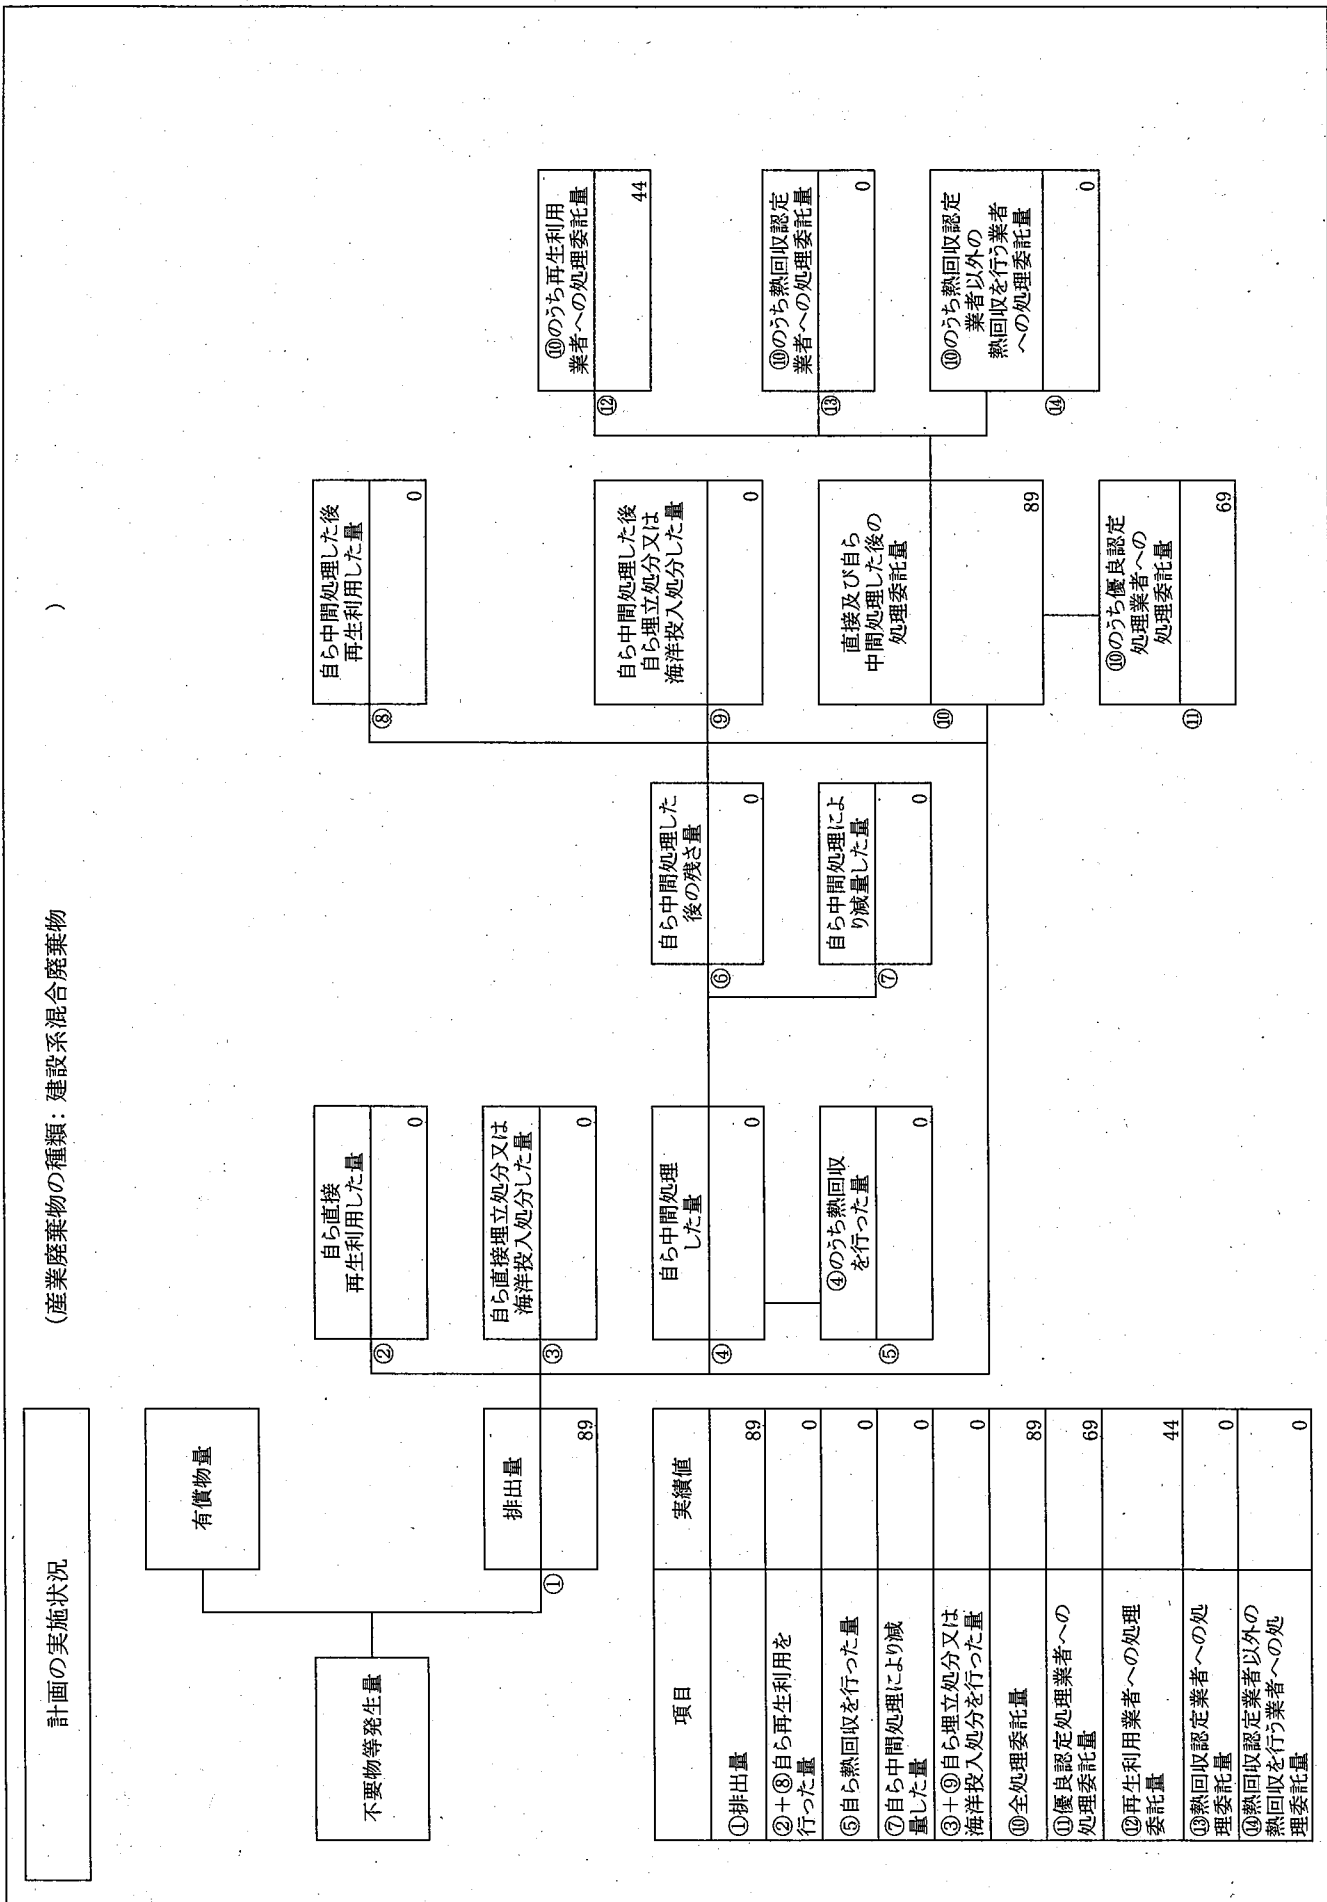 計画の実施状況
(産業廃棄物の種類：建設系混合廃棄物　　　)
不要物等発生量
有償物量
①
排出量
89
②
自ら直接
再生利用した量
0
③
自ら直接埋立処分又は
海洋投入処分した量
0
④
自ら中間処理
した量
0
⑤
④のうち熱回収
を行った量
0
⑥
自ら中間処理した
後の残さ量
0
⑦
自ら中間処理によ
り減量した量
0
⑧
自ら中間処理した後
再生利用した量
0
⑨
自ら中間処理した後
自ら埋立処分又は
海洋投入処分した量
0
⑩
直接及び自ら
中間処理した後の
処理委託量
89
⑪
⑩のうち優良認定
処理業者への
処理委託量
69
⑫
⑩のうち再生利用
業者への処理委託量
44
⑬
⑩のうち熱回収認定
業者への処理委託量
0
⑭
⑩のうち熱回収認定
業者以外の
熱回収を行う業者
への処理委託量
0
項目 実績値
①排出量 89
②＋⑧自ら再生利用を
行った量 0
⑤自ら熱回収を行った量 0
⑦自ら中間処理により減
量した量 0
③＋⑨自ら埋立処分又は
海洋投入処分を行った量 0
⑩全処理委託量 89
⑪優良認定処理業者への
処理委託量 69
⑫再生利用業者への処理
委託量 44
⑬熱回収認定業者への処
理委託量 0
⑭熱回収認定業者以外の
熱回収を行う業者への処
理委託量 0